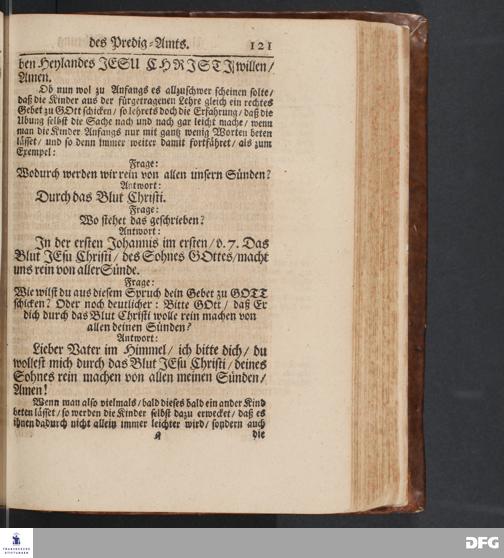 des Predig-Amts. 121
ben Heylandes JESU CHRISTI willen/
Amen.
Ob nun wol zu Anfangs es allzuschwer scheinen solte/
daß die Kinder aus der fürgetragenen Lehre gleich ein rechtes
Gebet zu GOtt schicken/ so lehrets doch die Erfahrung/ daß die
Ubung selbst die Sache nach und nach gar leicht mache/ wenn
man die Kinder Anfangs nur mit gantz wenig Worten beten
lässet/ und so denn immer weiter damit fortfähret/ als zum
Exempel:
Frage:
Wodurch werden wir rein von allen unsern Sünden?
Antwort:
Durch das Blut Christi.
Frage:
Wo stehet das geschrieben?
Antwort:
In der ersten Johannis im ersten/ v. 7. Das
Blut JEsu Christi/ des Sohnes GOttes/ macht
uns rein von aller Sünde.
Frage:
Wie wilst du aus diesem Spruch dein Gebet zu GOTT
schicken? Oder noch deutlicher: Bitte GOtt/ daß Er
dich durch das Blut Christi wolle rein machen von
allen deinen Sünden?
Antwort:
Lieber Vater im Himmel/ ich bitte dich/ du
wollest mich durch das Blut JEsu Christi/ deines
Sohnes rein machen von allen meinen Sünden/
Amen!
Wenn man also vielmals/ bald dieses bald ein ander Kind
beten lässet/ so werden die Kinder selbst dazu erwecket/ daß es
ihnen dadurch nicht allein immer leichter wird/ sondern auch
die
FRANCKESCHE
STIFTUNGEN
DFG